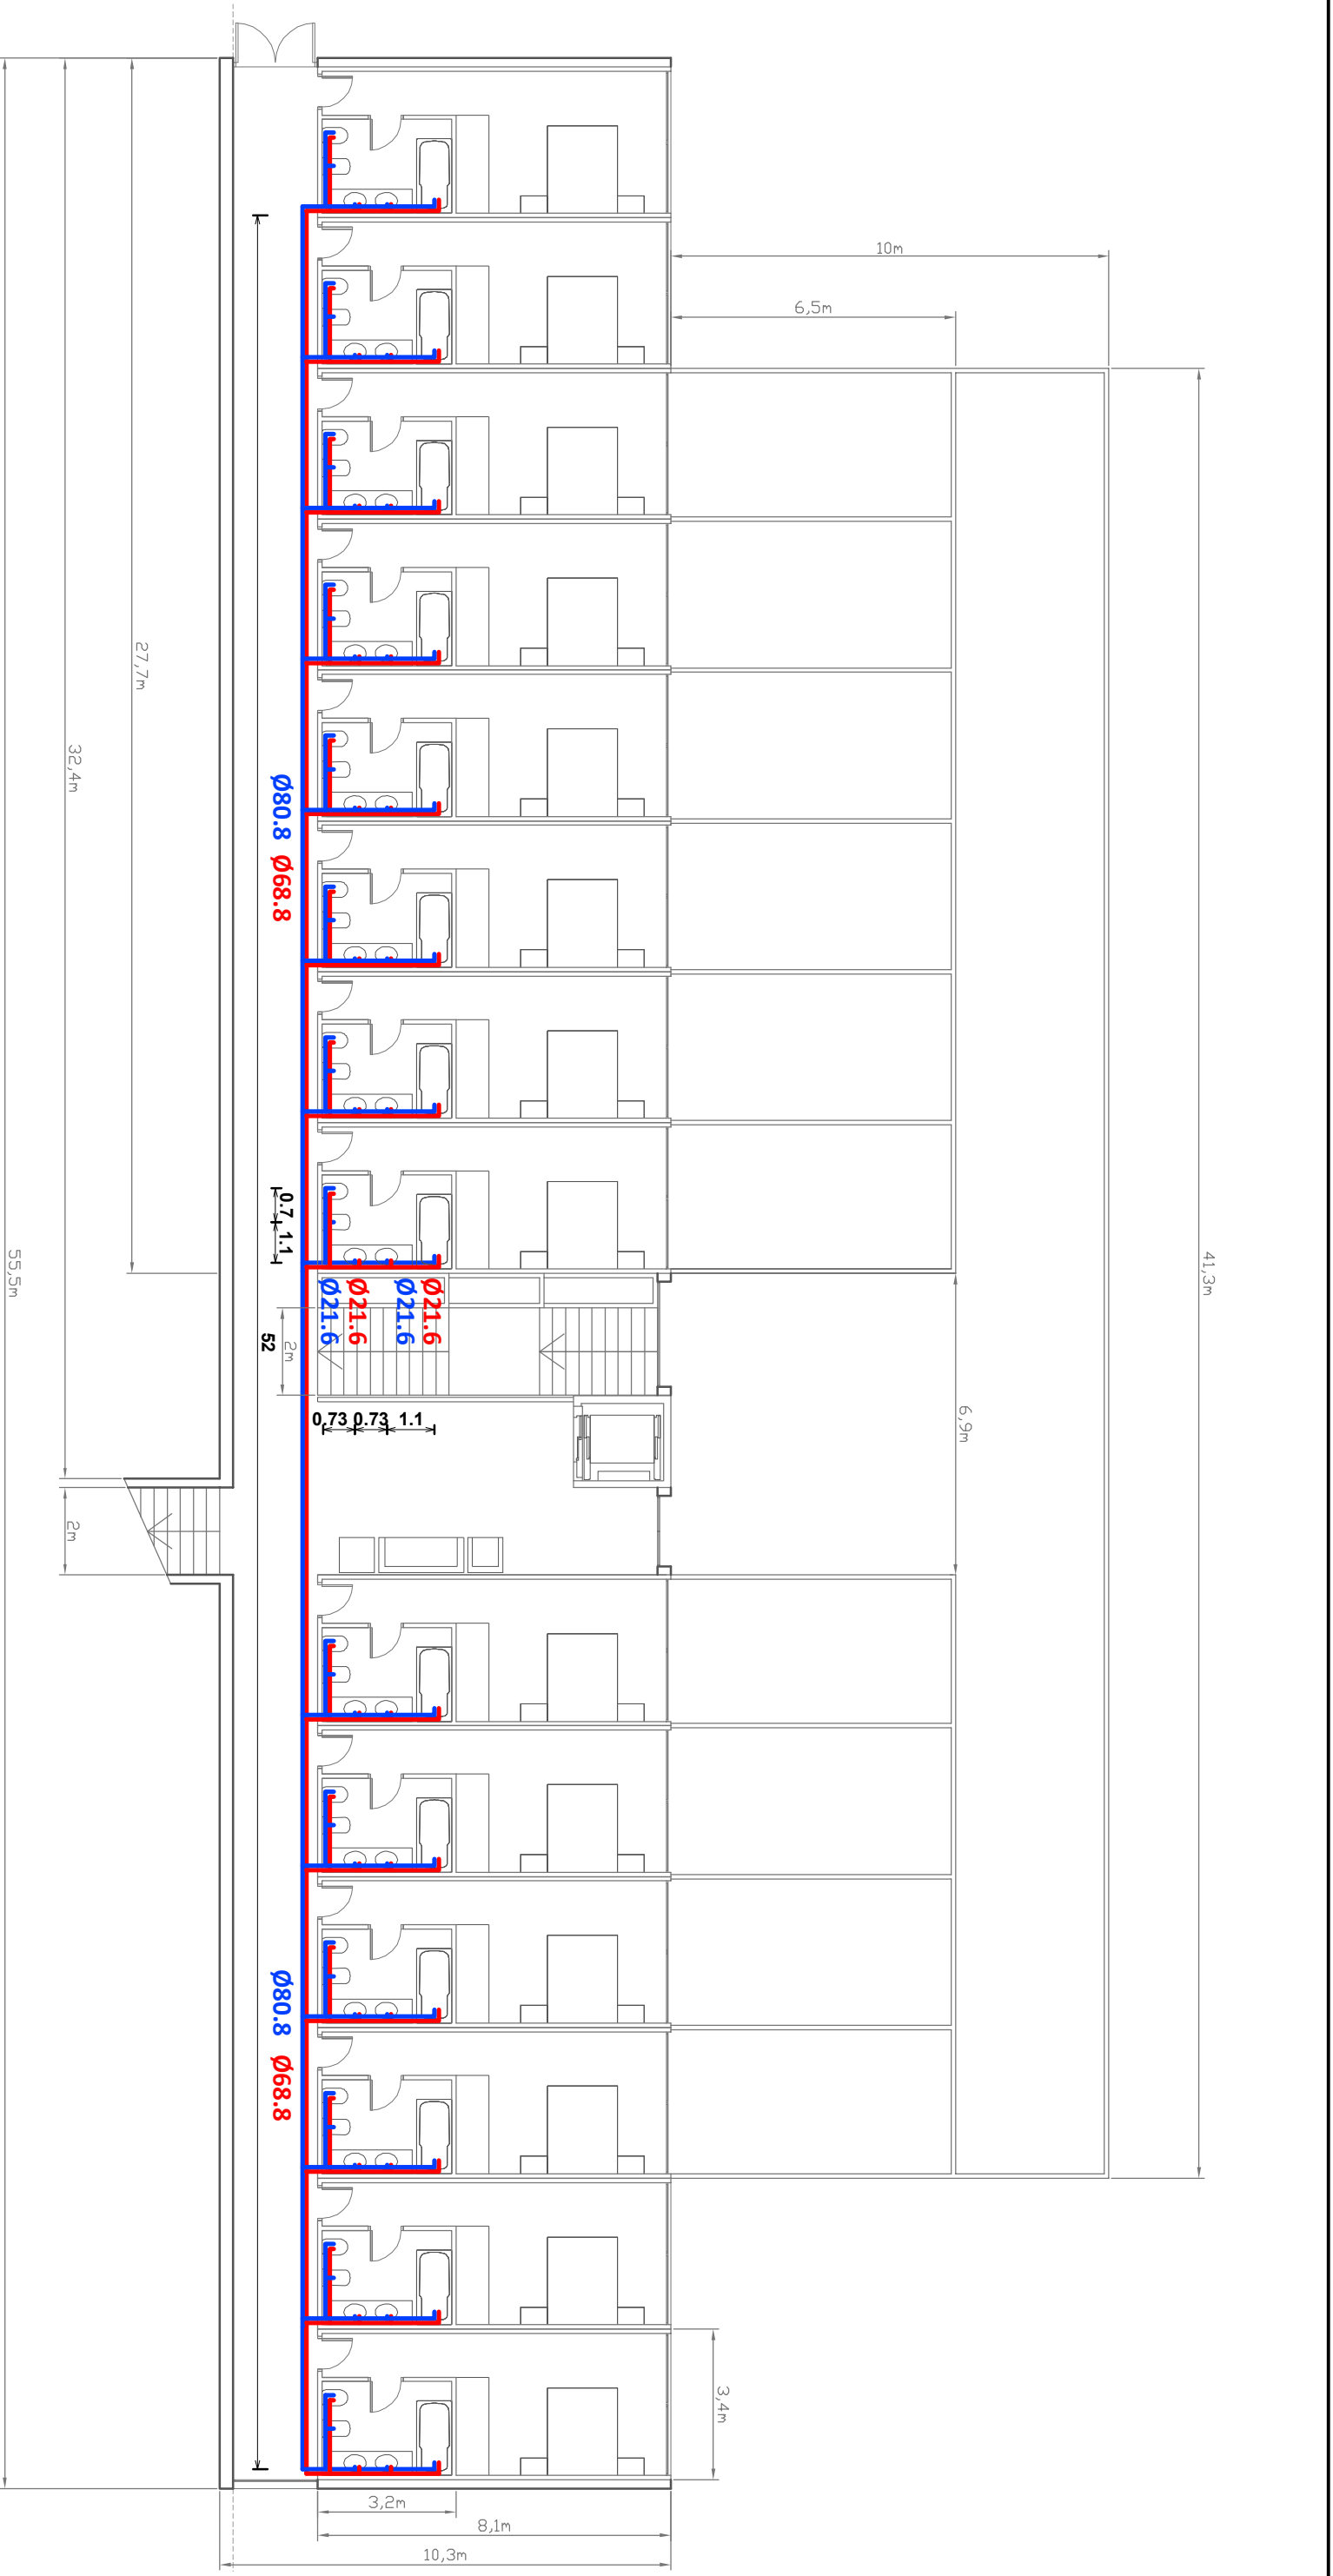 10m
6,5m
27,7m
32,4m
Ø80.8 Ø68.8
0.7 1.1
41,3m
55,5m
Ø21.6
Ø21.6
Ø21.6
Ø21.6
52
2m
0.73 0.73 1.1
6,9m
2m
Ø80.8 Ø68.8
3,4m
3,2m
8,1m
10,3m